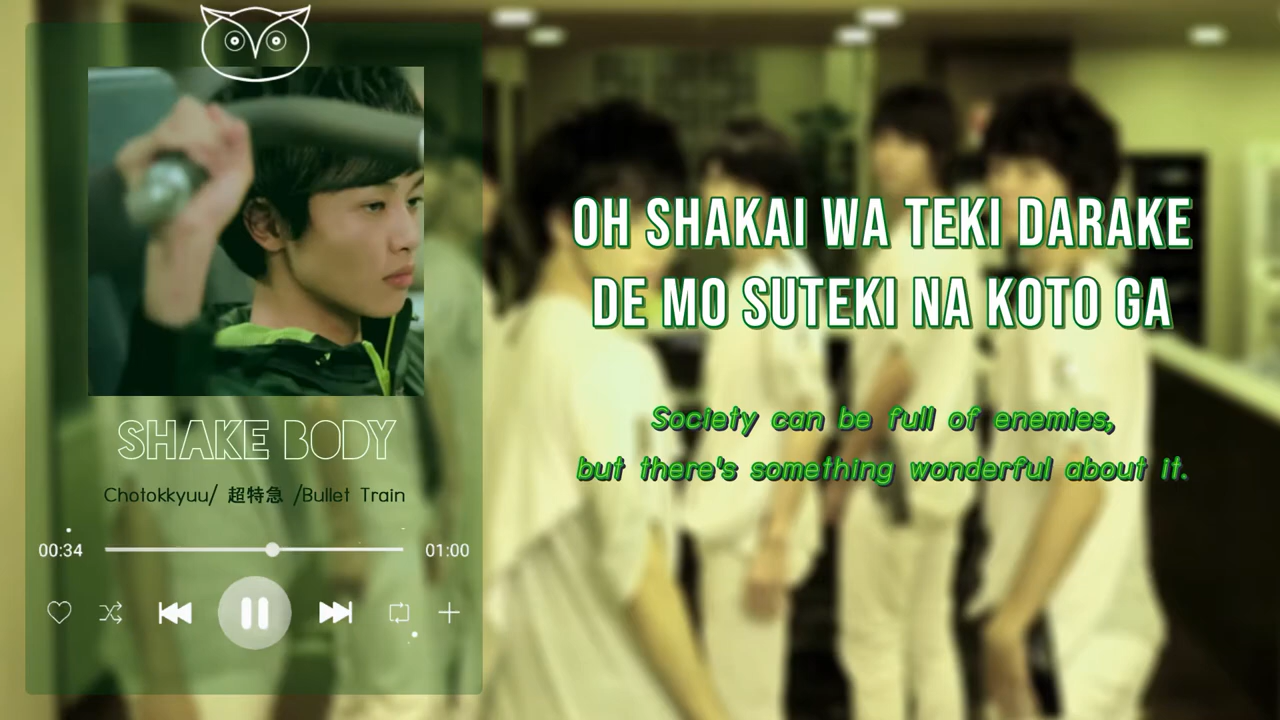 SHAKE BODY
Chotokkyuu/ 超特急 /Bullet Train
00:34
01:00
OH SHAKAI WA TEKI DARAKE
DE MO SUTEKI NA KOTO GA
Society can be full of enemies,
but there's something wonderful about it.